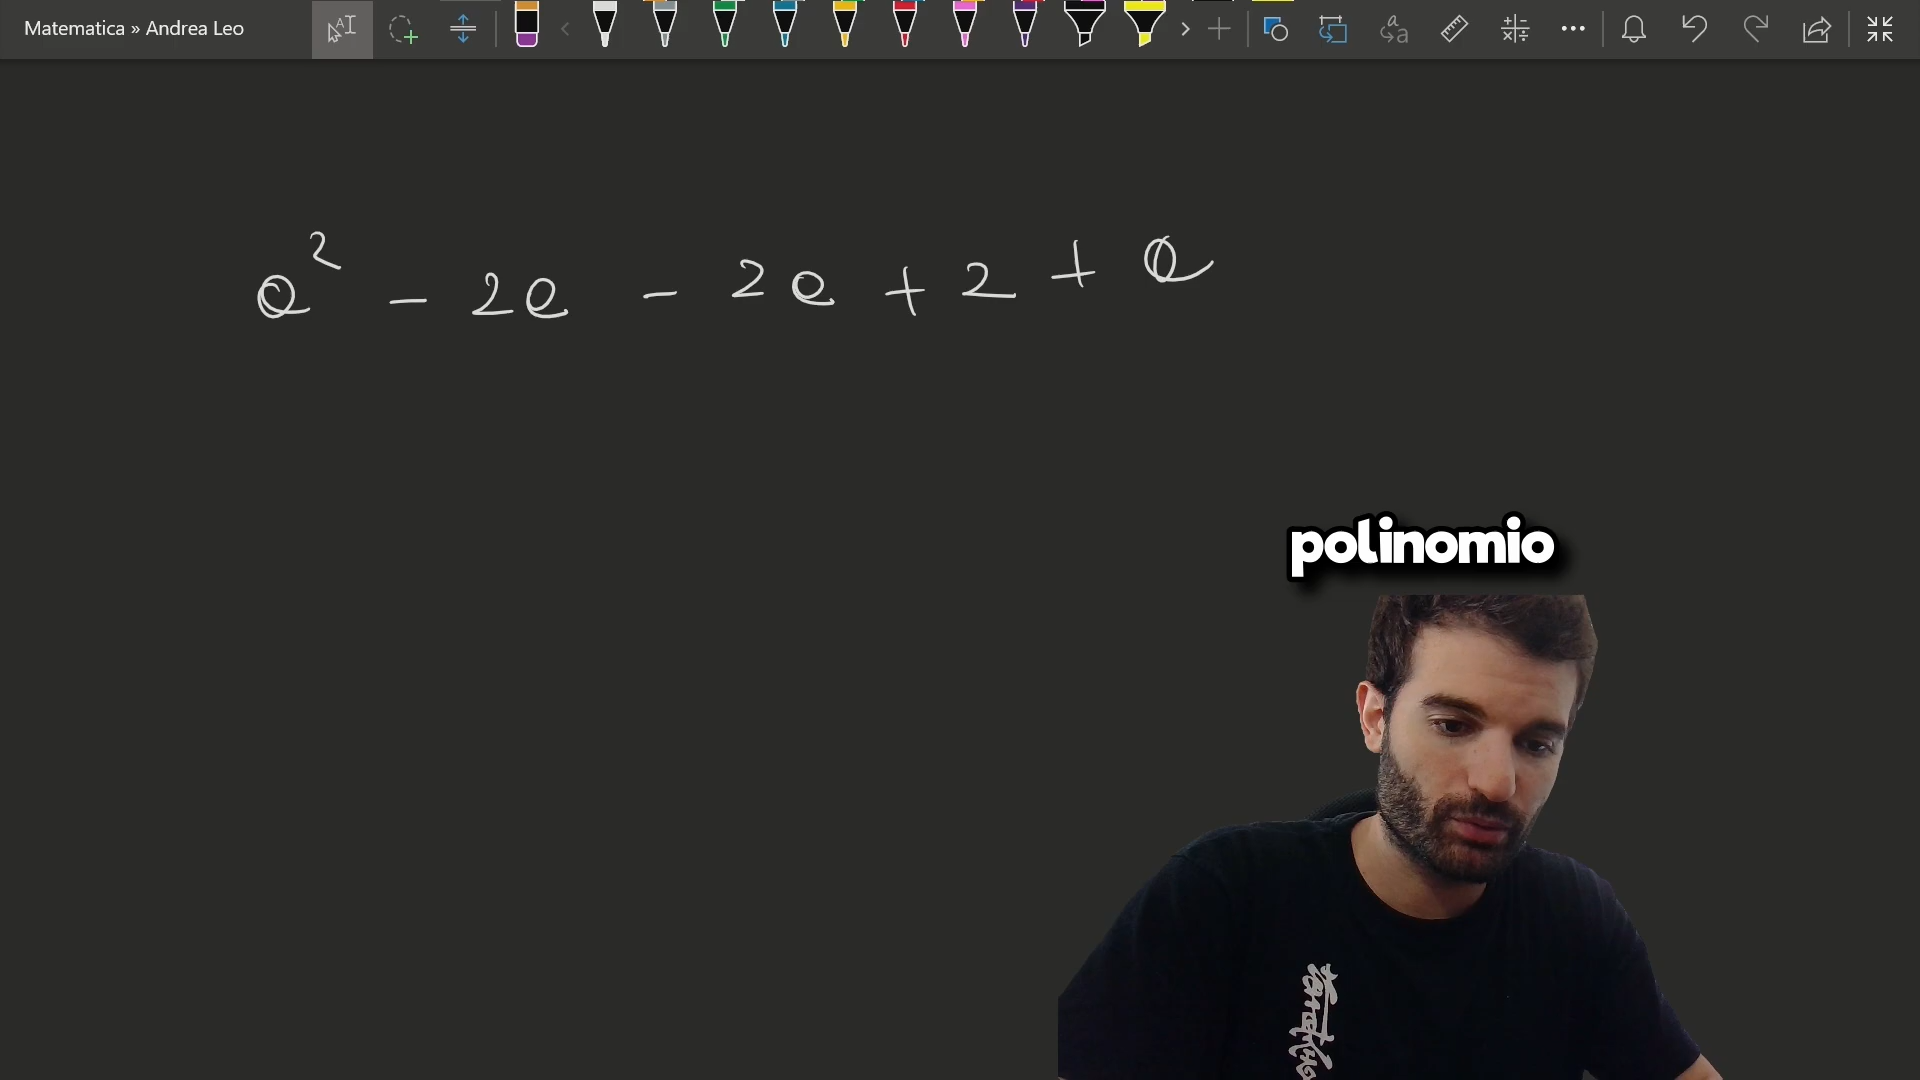 Matematica » Andrea Leo
a² - 2a - 2a + 2 + a
polinomio